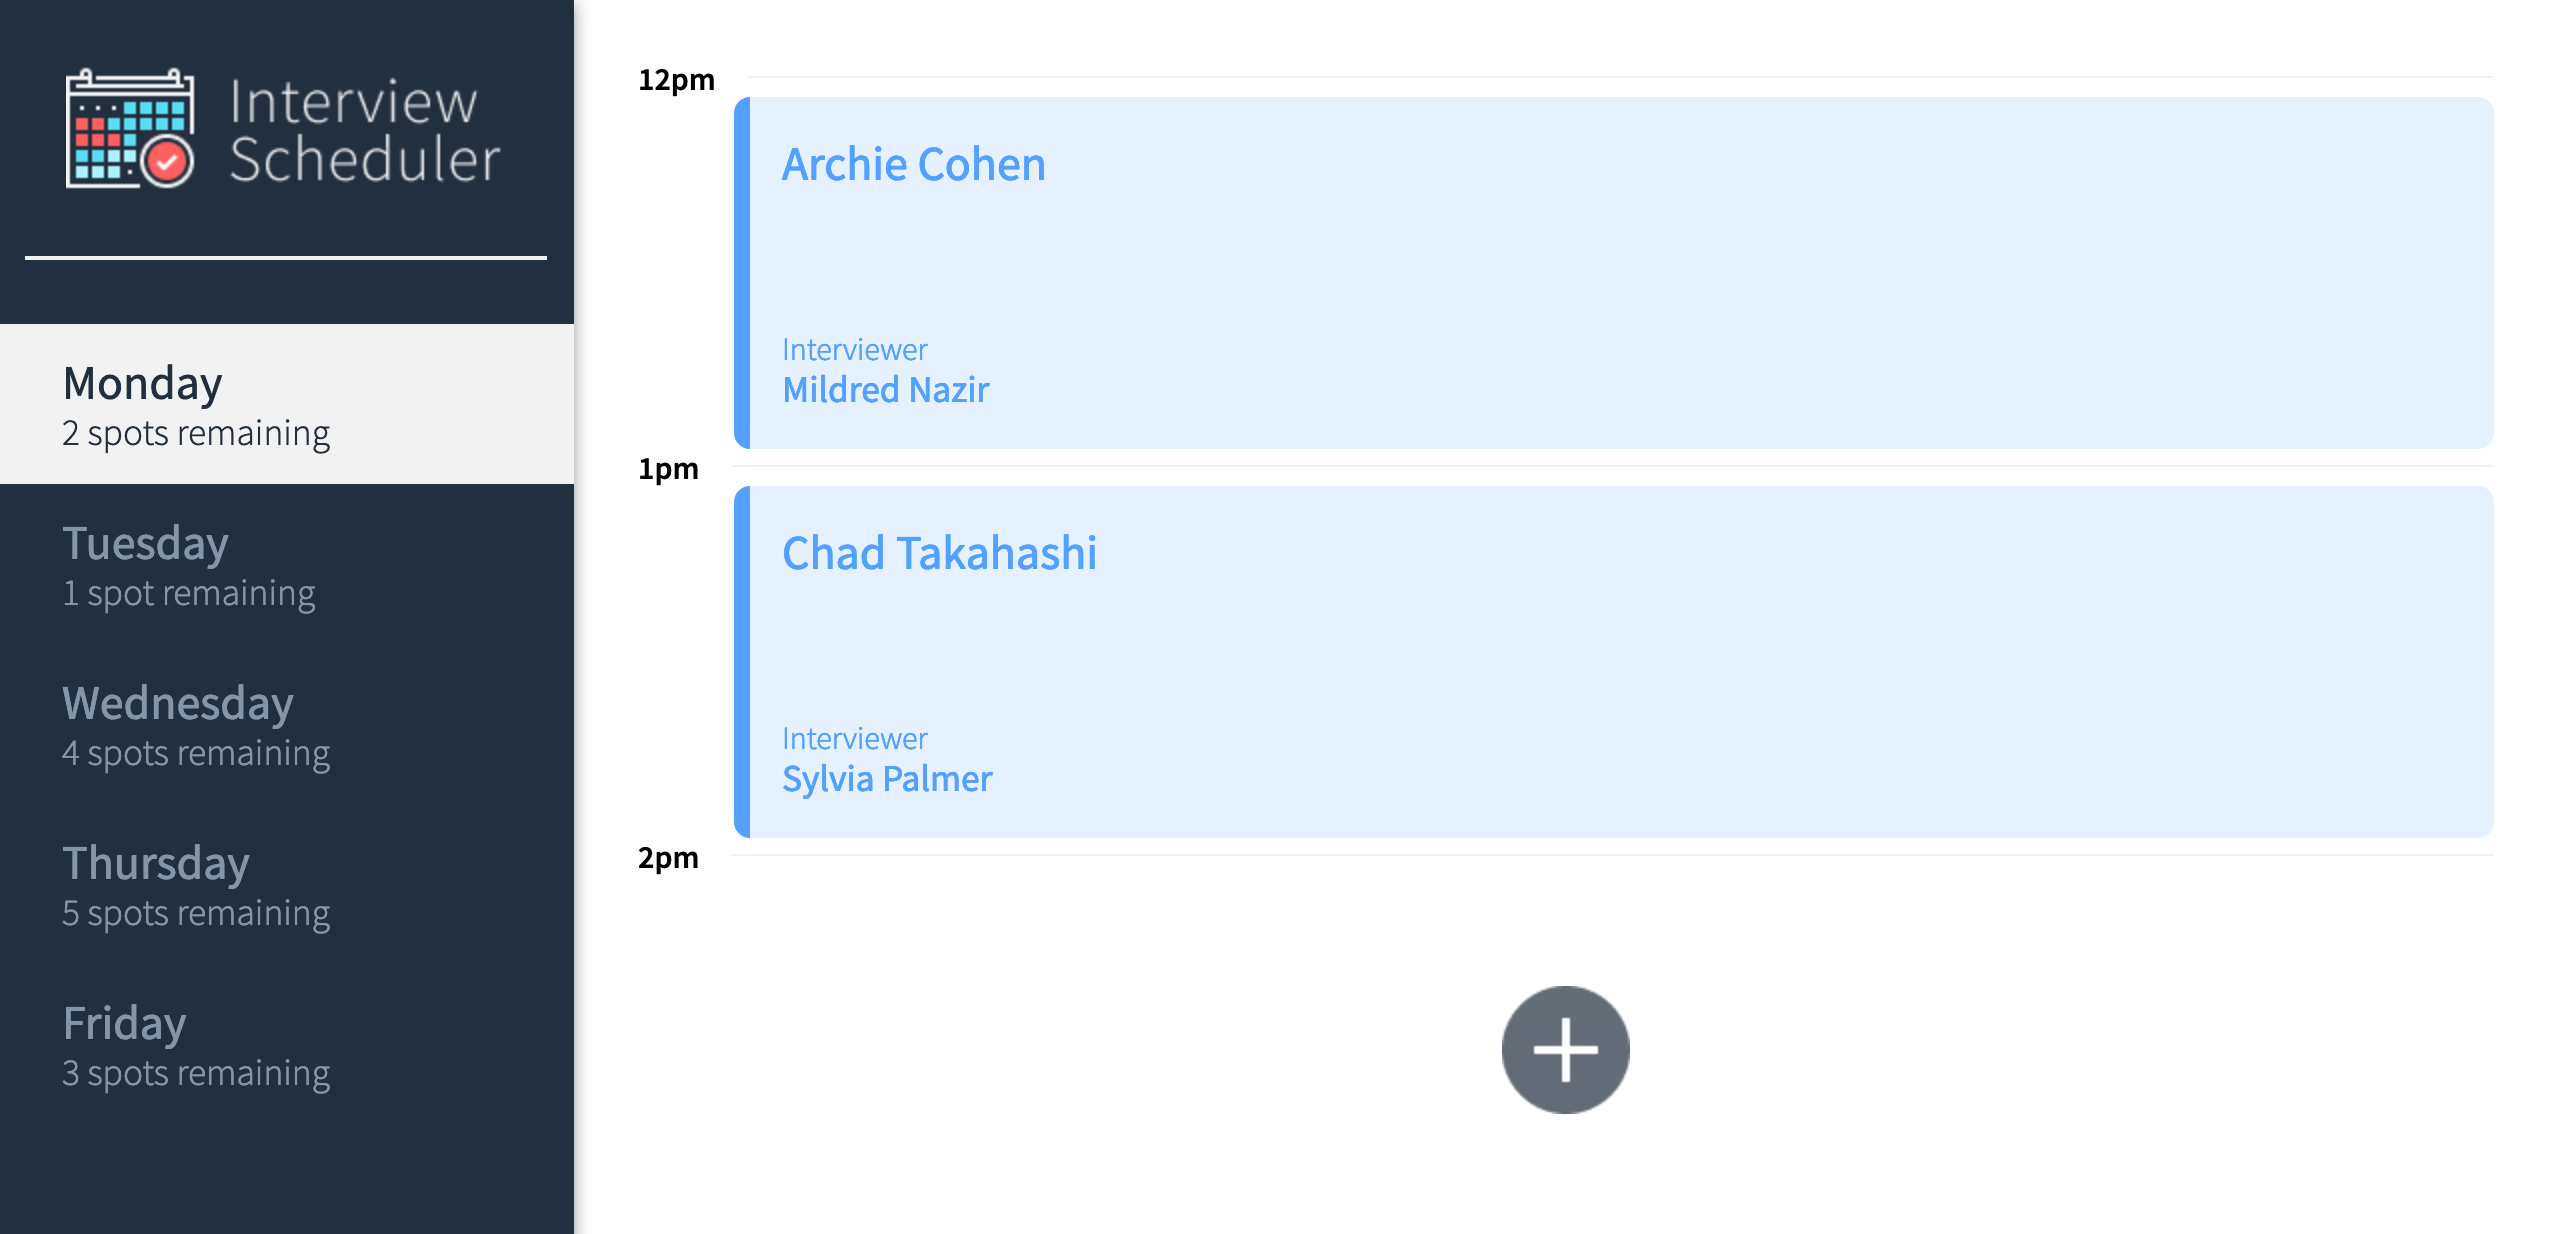 Interview
Scheduler
Monday
2 spots remaining
Tuesday
1 spot remaining
Wednesday
4 spots remaining
Thursday
5 spots remaining
Friday
3 spots remaining
12pm
Archie Cohen
Interviewer
Mildred Nazir
1pm
Chad Takahashi
Interviewer
Sylvia Palmer
2pm